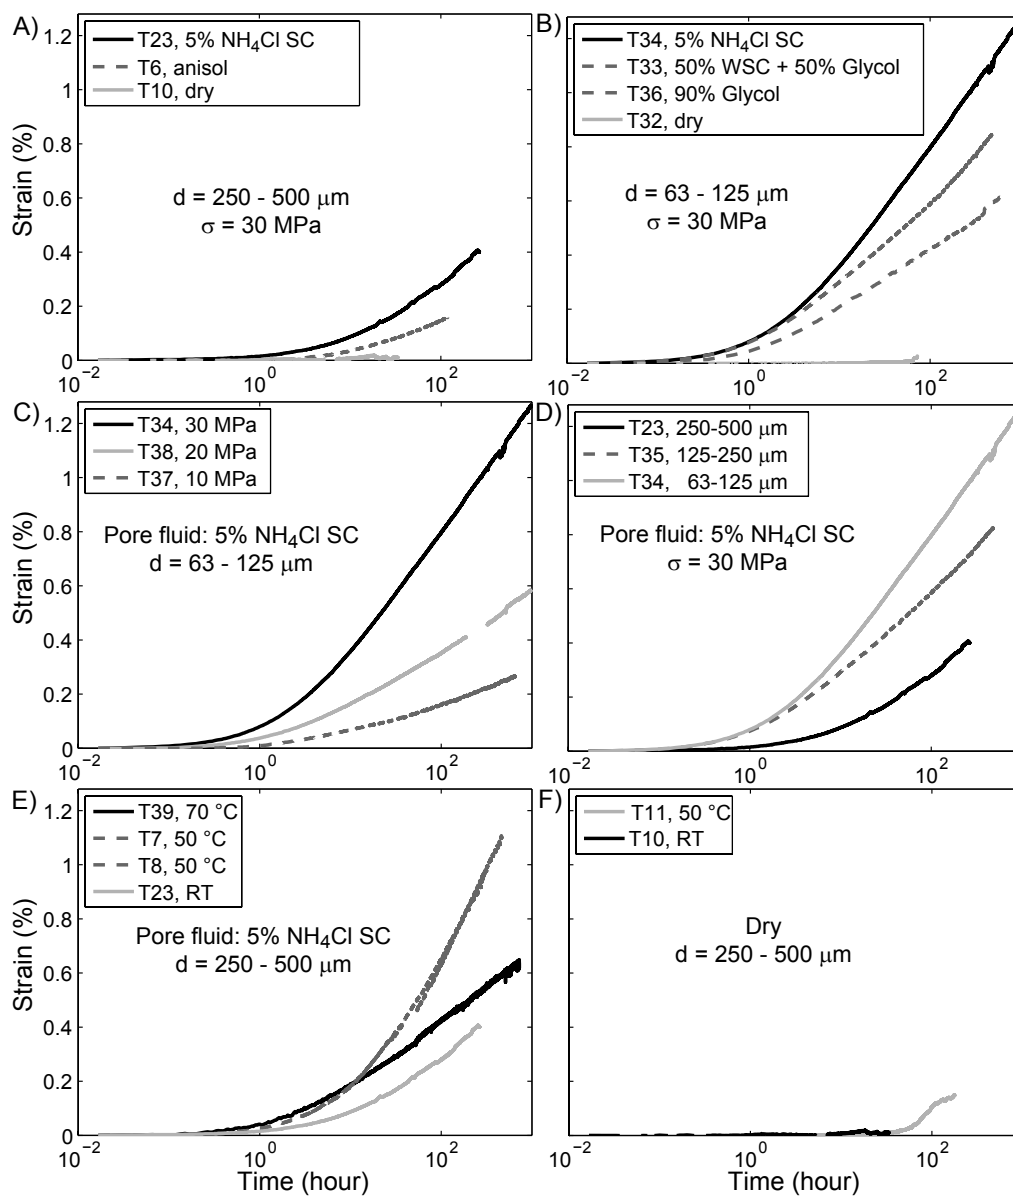 A)
1.2
1
0.8
0.6
0.4
0.2
0
Strain (%)
T23, 5% NH₄Cl SC
T6, anisol
T10, dry
d = 250 - 500 μm
σ = 30 MPa
10⁻²
10⁰
10²
B)
T34, 5% NH₄Cl SC
T33, 50% WSC + 50% Glycol
T36, 90% Glycol
T32, dry
d = 63 - 125 μm
σ = 30 MPa
10⁻²
10⁰
10²
C)
1.2
1
0.8
0.6
0.4
0.2
0
Strain (%)
T34, 30 MPa
T38, 20 MPa
T37, 10 MPa
Pore fluid: 5% NH₄Cl SC
d = 63 - 125 μm
10⁻²
10⁰
10²
D)
T23, 250-500 μm
T35, 125-250 μm
T34, 63-125 μm
Pore fluid: 5% NH₄Cl SC
σ = 30 MPa
10⁻²
10⁰
10²
E)
1.2
1
0.8
0.6
0.4
0.2
0
Strain (%)
T39, 70 °C
T7, 50 °C
T8, 50 °C
T23, RT
Pore fluid: 5% NH₄Cl SC
d = 250 - 500 μm
10⁻²
10⁰
10²
Time (hour)
F)
T11, 50 °C
T10, RT
Dry
d = 250 - 500 μm
10⁻²
10⁰
10²
Time (hour)